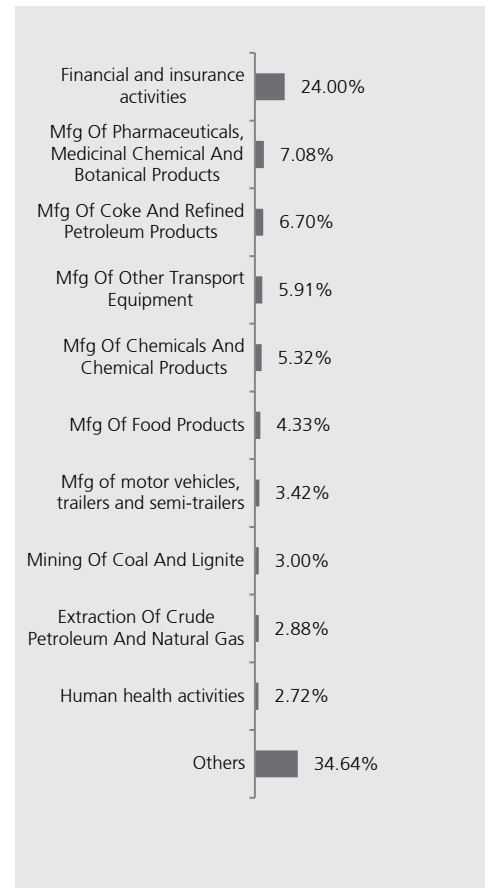 Financial and insurance
activities
24.00%
Mfg Of Pharmaceuticals,
Medicinal Chemical And
Botanical Products
7.08%
Mfg Of Coke And Refined
Petroleum Products
6.70%
Mfg Of Other Transport
Equipment
5.91%
Mfg Of Chemicals And
Chemical Products
5.32%
Mfg Of Food Products
4.33%
Mfg of motor vehicles,
trailers and semi-trailers
3.42%
Mining Of Coal And Lignite
3.00%
Extraction Of Crude
Petroleum And Natural Gas
2.88%
Human health activities
2.72%
Others
34.64%